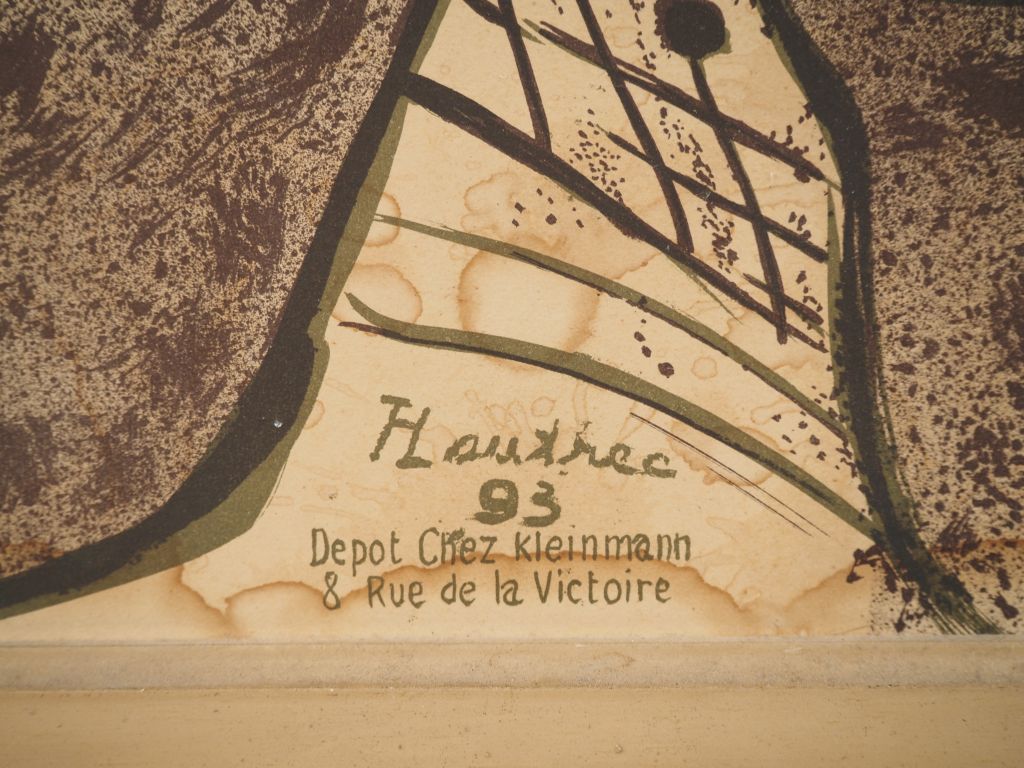 HLautrec
93
Depot Chez Kleinmann
8 Rue de la Victoire